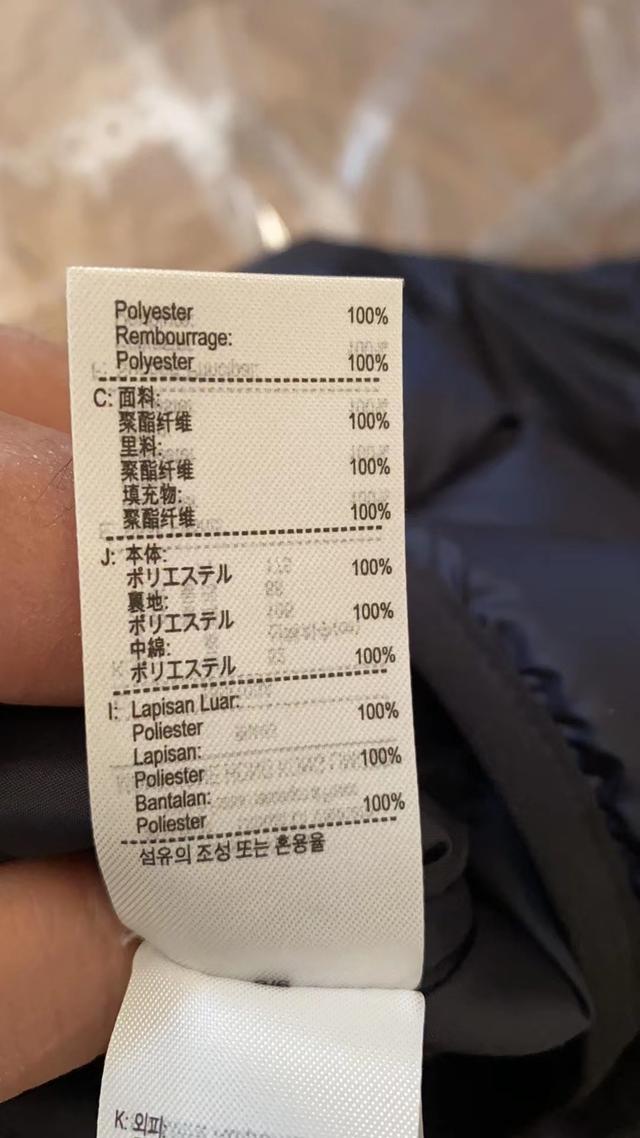 Polyester 100%
Rembourrage:
Polyester 100%
C: 面料:
聚酯纤维 100%
里料:
聚酯纤维 100%
填充物:
聚酯纤维 100%
J: 本体:
ポリエステル 100%
裏地:
ポリエステル 100%
中綿:
ポリエステル 100%
I: Lapisan Luar:
Poliester 100%
Lapisan:
Poliester 100%
Bantalan:
Poliester 100%
섬유의 조성 또는 혼용율
K: 외피: